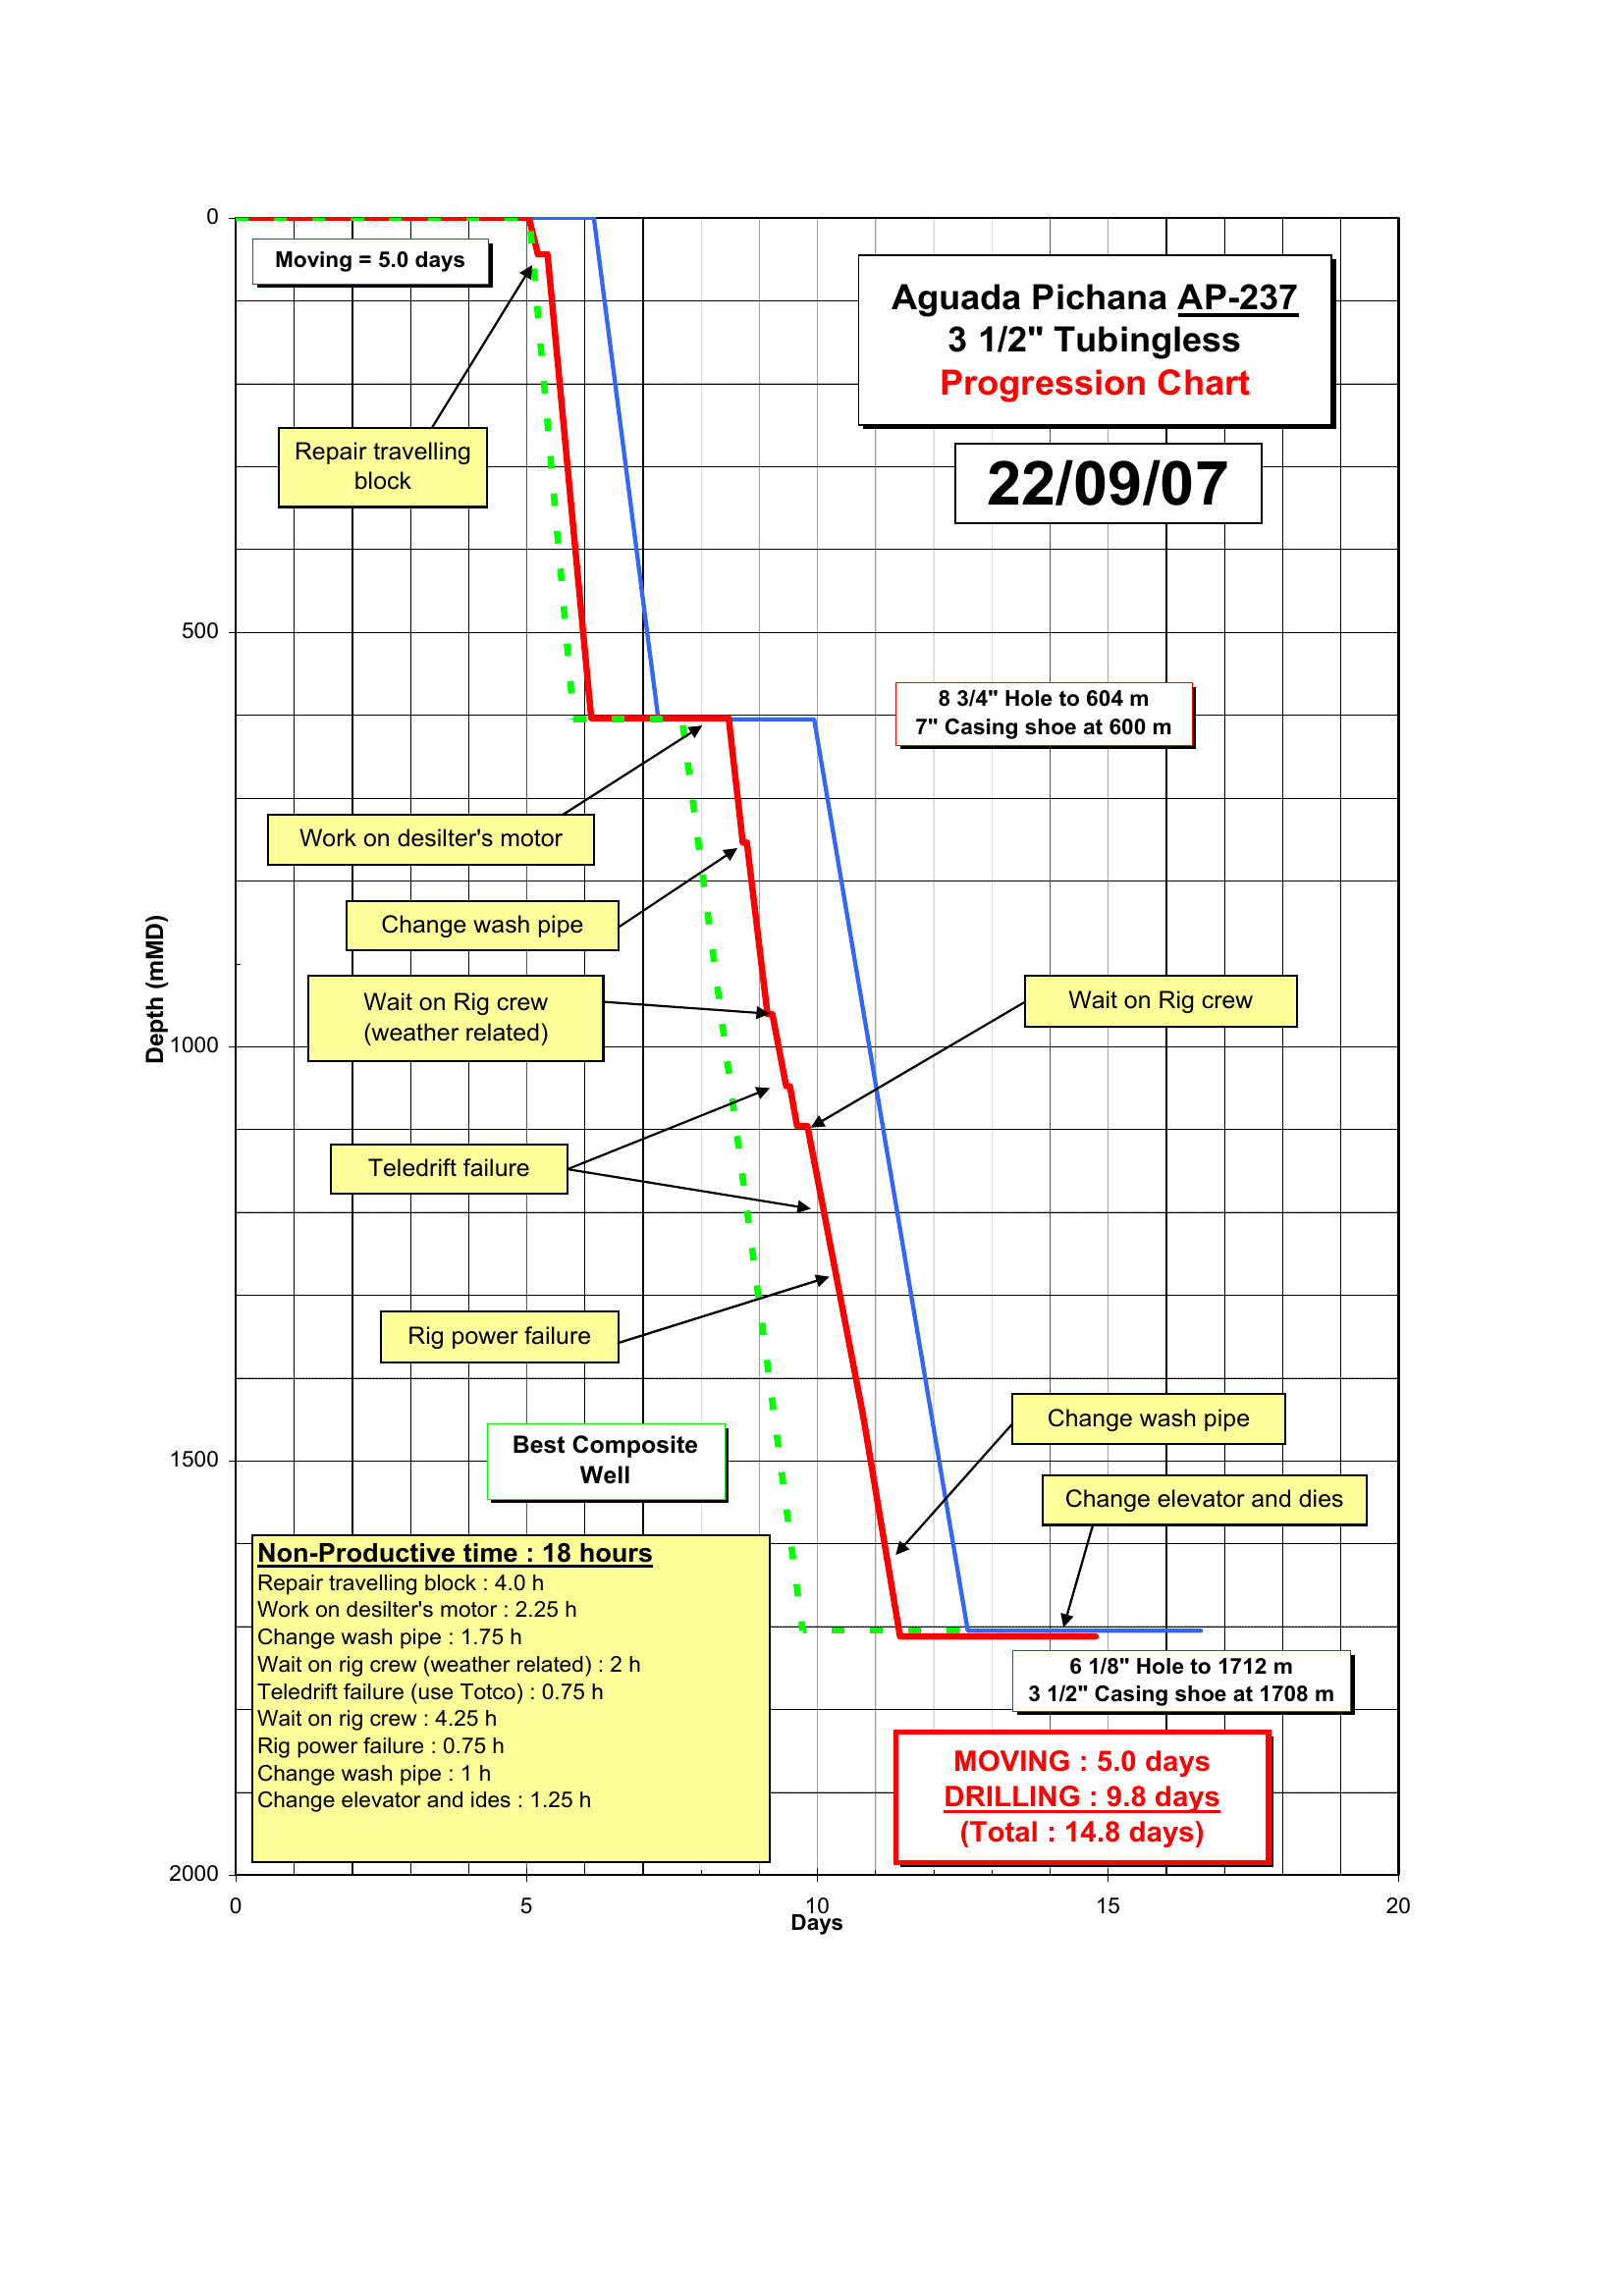 0
Moving = 5.0 days
Aguada Pichana AP-237
3 1/2" Tubingless
Progression Chart
22/09/07
Repair travelling
block
500
8 3/4" Hole to 604 m
7" Casing shoe at 600 m
Work on desilter's motor
Change wash pipe
Wait on Rig crew
(weather related)
Wait on Rig crew
Depth (mMD)
1000
Teledrift failure
Rig power failure
Change wash pipe
Best Composite
Well
1500
Change elevator and dies
Non-Productive time : 18 hours
Repair travelling block : 4.0 h
Work on desilter's motor : 2.25 h
Change wash pipe : 1.75 h
Wait on rig crew (weather related) : 2 h
Teledrift failure (use Totco) : 0.75 h
Wait on rig crew : 4.25 h
Rig power failure : 0.75 h
Change wash pipe : 1 h
Change elevator and ides : 1.25 h
6 1/8" Hole to 1712 m
3 1/2" Casing shoe at 1708 m
MOVING : 5.0 days
DRILLING : 9.8 days
(Total : 14.8 days)
2000
0 5 10 15 20
Days